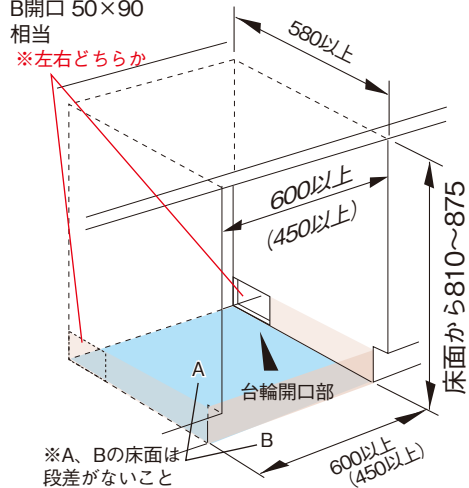 B開口 50×90
相当
※左右どちらか
580以上
600以上
(450以上)
床面から810〜875
A
台輪開口部
B
※A、Bの床面は
段差がないこと
600以上
(450以上)